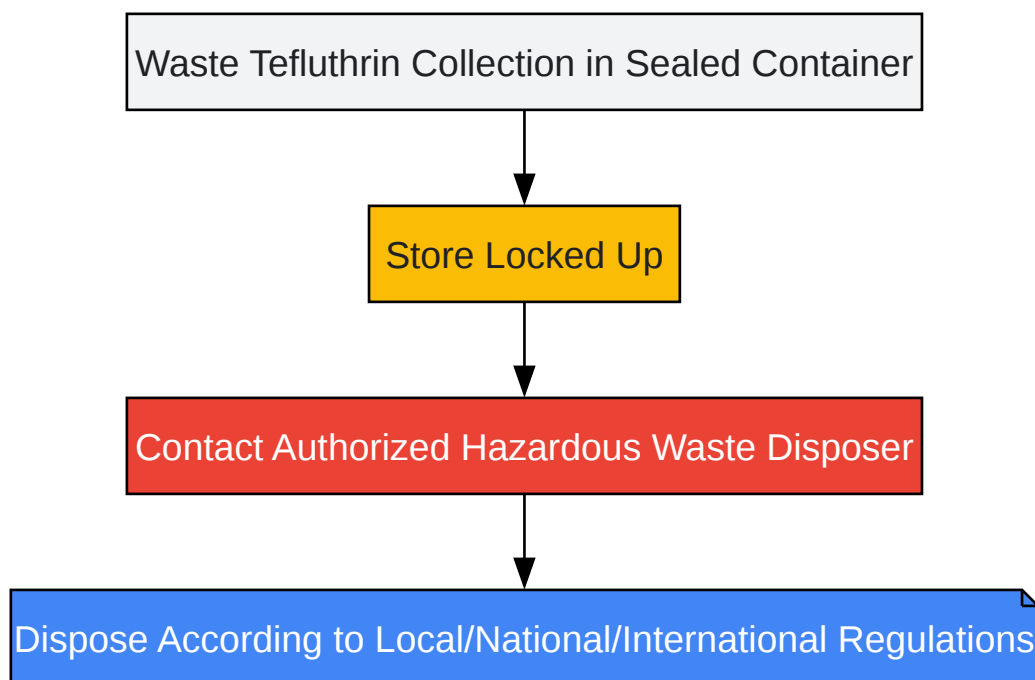 Waste Tefluthrin Collection in Sealed Container
Store Locked Up
Contact Authorized Hazardous Waste Disposer
Dispose According to Local/National/International Regulations